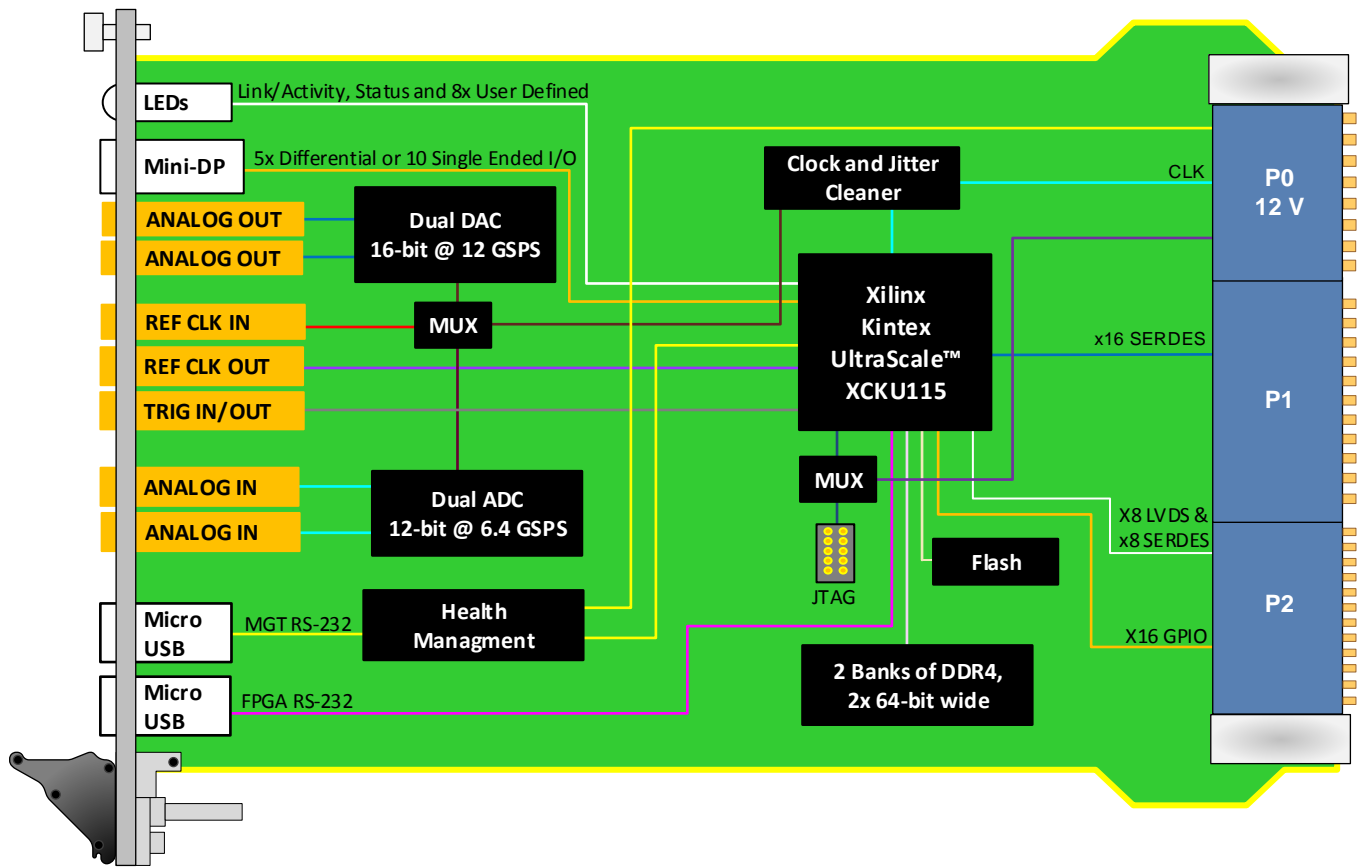 LEDs
Link/Activity, Status and 8x User Defined
Mini-DP
5x Differential or 10 Single Ended I/O
ANALOG OUT
ANALOG OUT
Dual DAC
16-bit @ 12 GSPS
Clock and Jitter
Cleaner
CLK
P0
12 V
REF CLK IN
MUX
REF CLK OUT
TRIG IN/OUT
Xilinx
Kintex
UltraScale™
XCKU115
x16 SERDES
P1
ANALOG IN
ANALOG IN
Dual ADC
12-bit @ 6.4 GSPS
MUX
JTAG
Flash
X8 LVDS &
x8 SERDES
P2
X16 GPIO
Micro
USB
MGT RS-232
Health
Managment
Micro
USB
FPGA RS-232
2 Banks of DDR4,
2x 64-bit wide